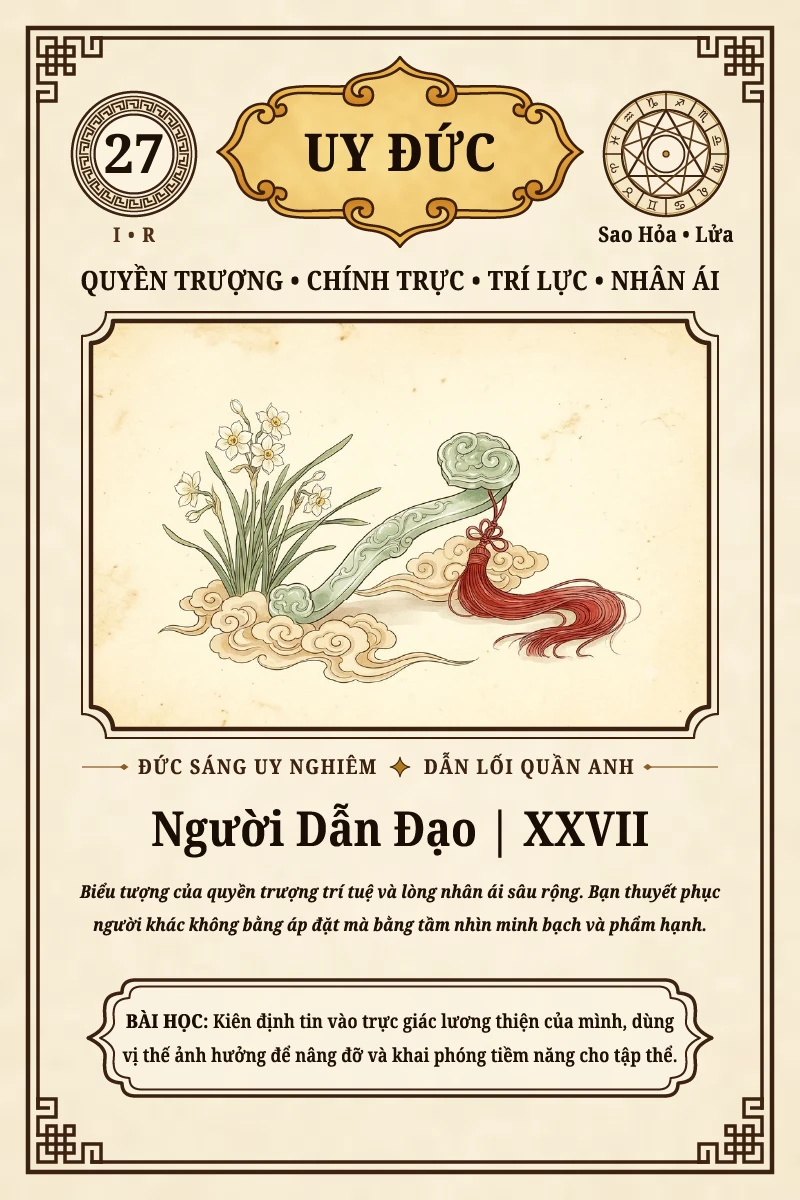 27
UY ĐỨC
I • R
Sao Hỏa • Lửa
QUYỀN TRƯỢNG • CHÍNH TRỰC • TRÍ LỰC • NHÂN ÁI
ĐỨC SÁNG UY NGHIÊM ✦ DẪN LỐI QUẦN ANH
Người Dẫn Đạo | XXVII
Biểu tượng của quyền trượng trí tuệ và lòng nhân ái sâu rộng. Bạn thuyết phục
người khác không bằng áp đặt mà bằng tầm nhìn minh bạch và phẩm hạnh.
BÀI HỌC: Kiên định tin vào trực giác lương thiện của mình, dùng
vị thế ảnh hưởng để nâng đỡ và khai phóng tiềm năng cho tập thể.